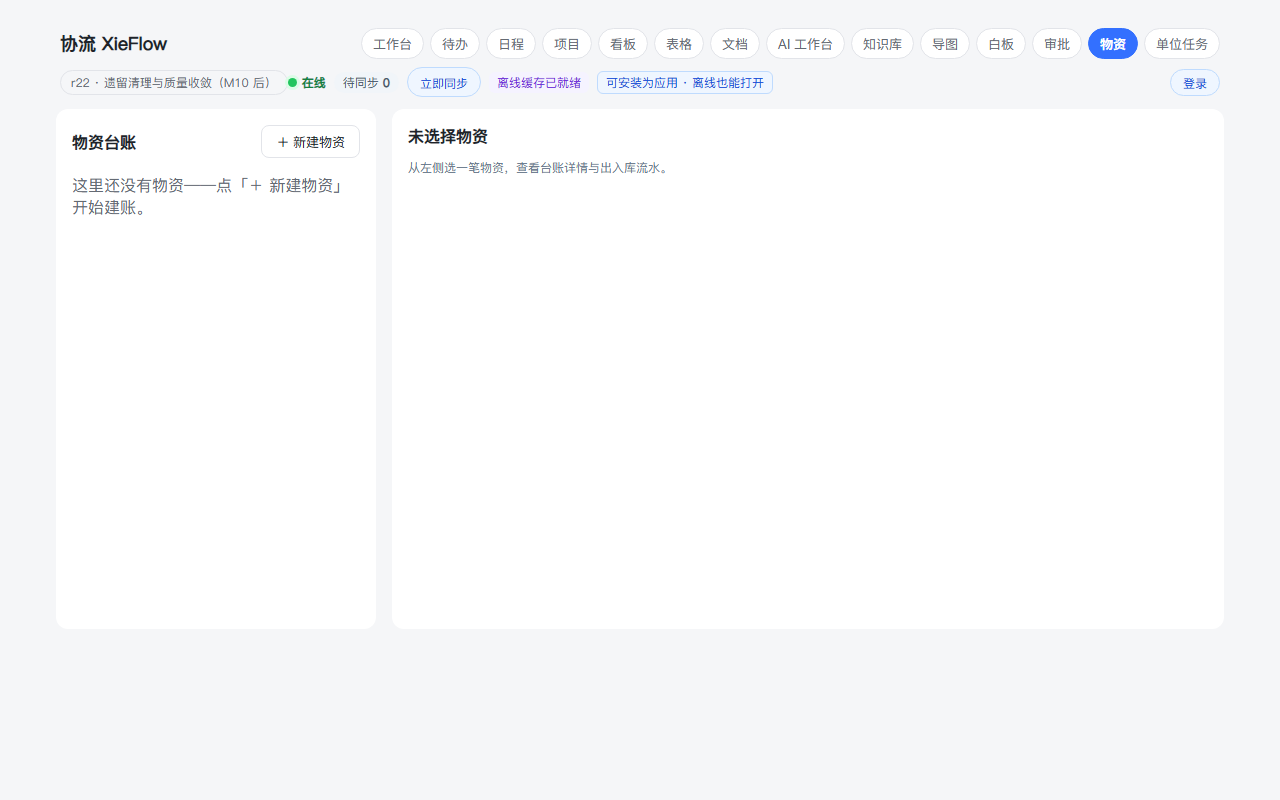 协流 XieFlow
工作台 待办 日程 项目 看板 表格 文档 AI 工作台 知识库 导图 白板 审批 物资 单位任务
r22 · 遗留清理与质量收敛（M10 后） 在线 待同步 0 立即同步 离线缓存已就绪 可安装为应用 · 离线也能打开 登录
物资台账 ＋ 新建物资
这里还没有物资——点「＋ 新建物资」
开始建账。
未选择物资
从左侧选一笔物资，查看台账详情与出入库流水。